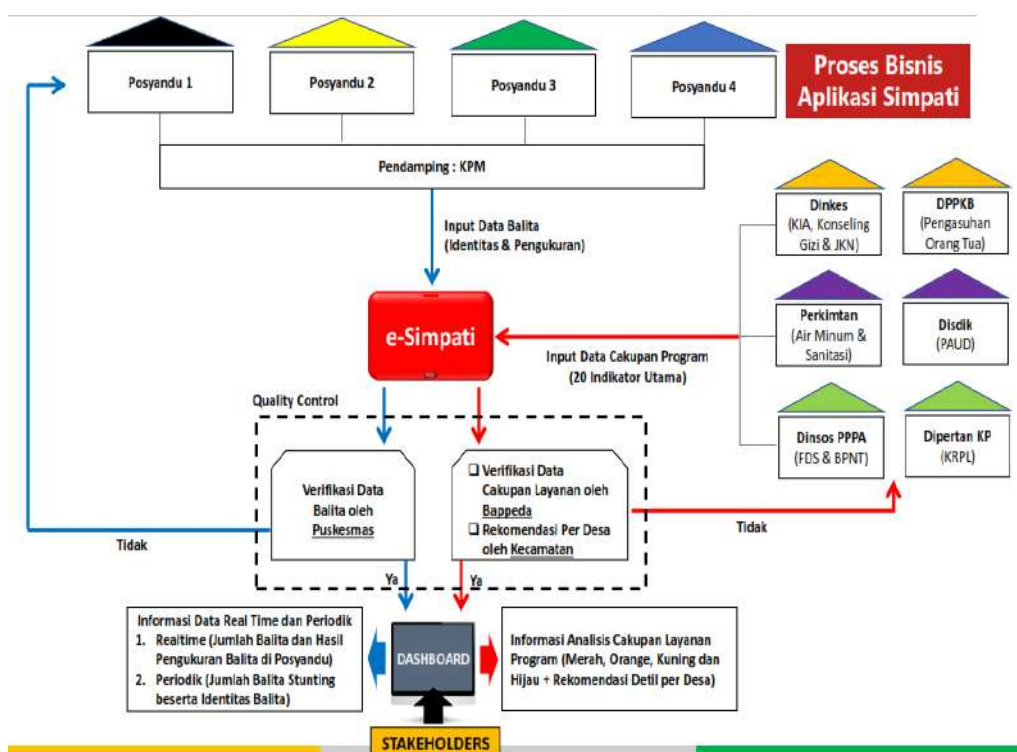 Posyandu 1
Posyandu 2
Posyandu 3
Posyandu 4
Proses Bisnis
Aplikasi Simpati
Pendamping : KPM
Input Data Balita
(Identitas & Pengukuran)
Dinkes
(KIA, Konseling
Gizi & JKN)
DPPKB
(Pengasuhan
Orang Tua)
e-Simpati
Input Data Cakupan Program
(20 Indikator Utama)
Perkimtan
(Air Minum &
Sanitasi)
Disdik
(PAUD)
Dinsos PPPA
(FDS & BPNT)
Dipertan KP
(KRPL)
Quality Control
Verifikasi Data
Balita oleh
Puskesmas
Verifikasi Data
Cakupan Layanan oleh
Bappeda
Rekomendasi Per Desa
oleh Kecamatan
Tidak
Tidak
Ya
Ya
Informasi Data Real Time dan Periodik
1. Realtime (Jumlah Balita dan Hasil
Pengukuran Balita di Posyandu)
2. Periodik (Jumlah Balita Stunting
beserta Identitas Balita)
DASHBOARD
Informasi Analisis Cakupan Layanan
Program (Merah, Orange, Kuning dan
Hijau + Rekomendasi Detil per Desa)
STAKEHOLDERS